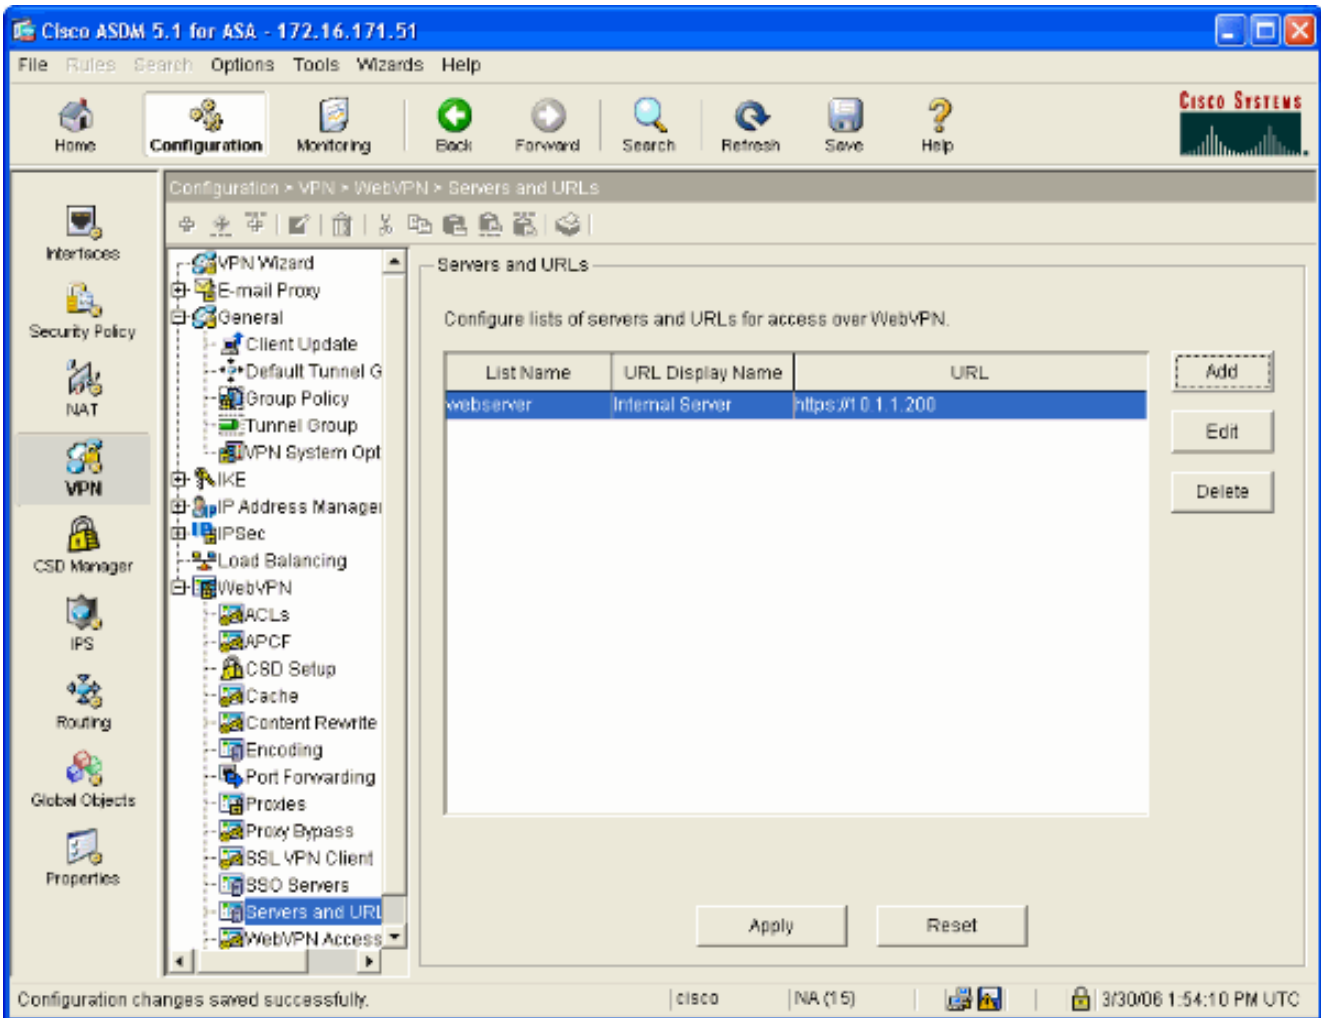 Cisco ASDM 5.1 for ASA - 172.16.171.51
File Rules Search Options Tools Wizards Help
Home Configuration Monitoring Back Forward Search Refresh Save Help
CISCO SYSTEMS
Configuration > VPN > WebVPN > Servers and URLs
Interfaces
Security Policy
NAT
VPN
CSD Manager
IPS
Routing
Global Objects
Properties
VPN Wizard
E-mail Proxy
General
Client Update
Default Tunnel G
Group Policy
Tunnel Group
VPN System Opt
IKE
IP Address Manager
IPSec
Load Balancing
WebVPN
ACLs
APCF
CSD Setup
Cache
Content Rewrite
Encoding
Port Forwarding
Proxies
Proxy Bypass
SSL VPN Client
SSO Servers
Servers and URL
WebVPN Access
Servers and URLs
Configure lists of servers and URLs for access over WebVPN.
List Name URL Display Name URL
webserver Internal Server https://10.1.1.200
Add
Edit
Delete
Apply Reset
Configuration changes saved successfully. cisco NA (15) 3/30/06 1:54:10 PM UTC